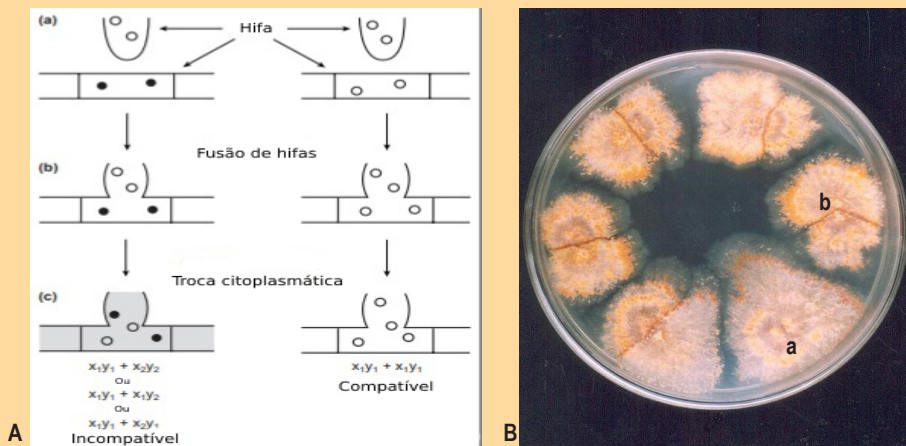 (a)
Hifa
Fusão de hifas
(b)
Troca citoplasmática
(c)
x₁y₁ + x₂y₂
Ou
x₁y₁ + x₁y₂
Ou
x₁y₁ + x₂y₁
Incompatível
x₁y₁ + x₁y₁
Compatível
A
b
a
B